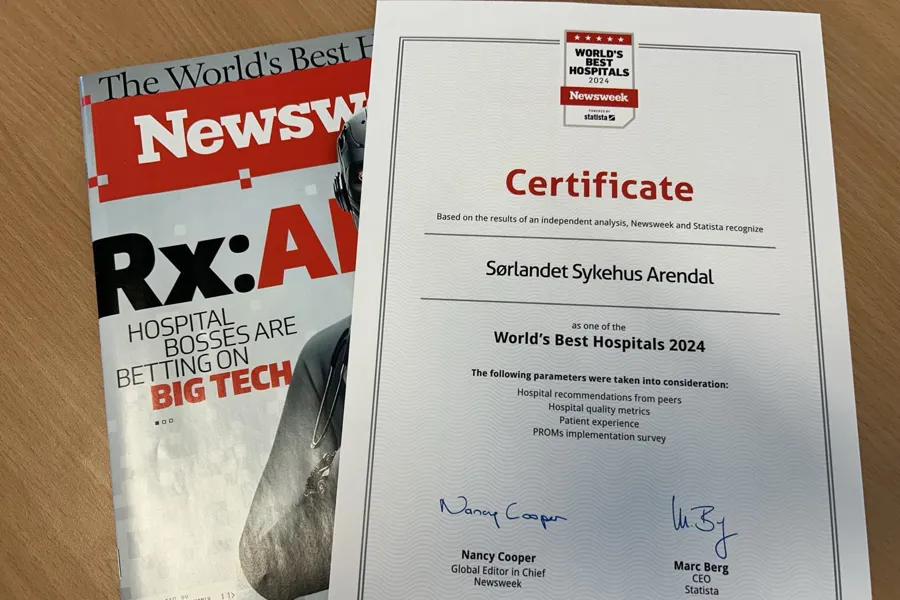 The World's Best H
Newsw
Rx:AI
HOSPITAL
BOSSES ARE
BETTING ON
BIG TECH
WORLD'S
BEST
HOSPITALS
2024
Newsweek
POWERED BY
statista
Certificate
Based on the results of an independent analysis, Newsweek and Statista recognize
Sørlandet Sykehus Arendal
as one of the
World's Best Hospitals 2024
The following parameters were taken into consideration:
Hospital recommendations from peers
Hospital quality metrics
Patient experience
PROMs implementation survey
Nancy Cooper
Nancy Cooper
Global Editor in Chief
Newsweek
Marc Berg
CEO
Statista